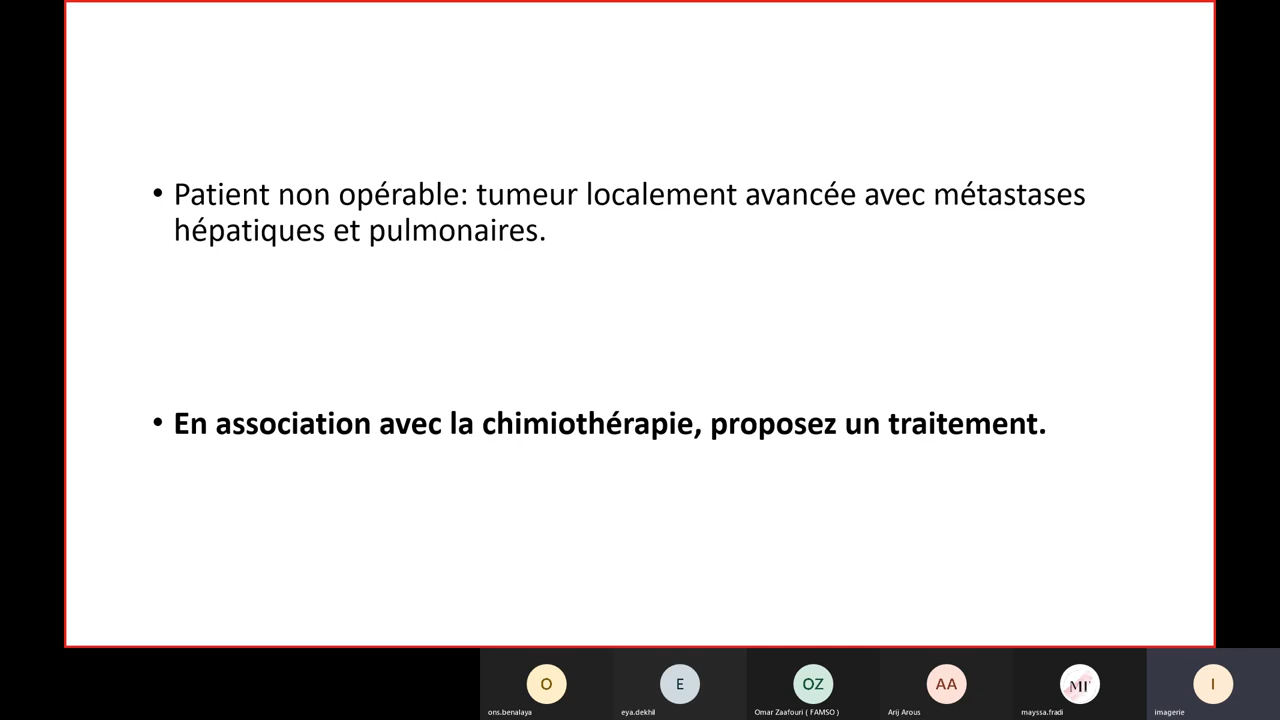 • Patient non opérable: tumeur localement avancée avec métastases
hépatiques et pulmonaires.
• En association avec la chimiothérapie, proposez un traitement.
O
E
OZ
AA
MF
I
ons.benalaya
eya.dekhil
Omar Zaafouri ( FAMSO )
Arij Arous
mayssa.fradi
imagerie